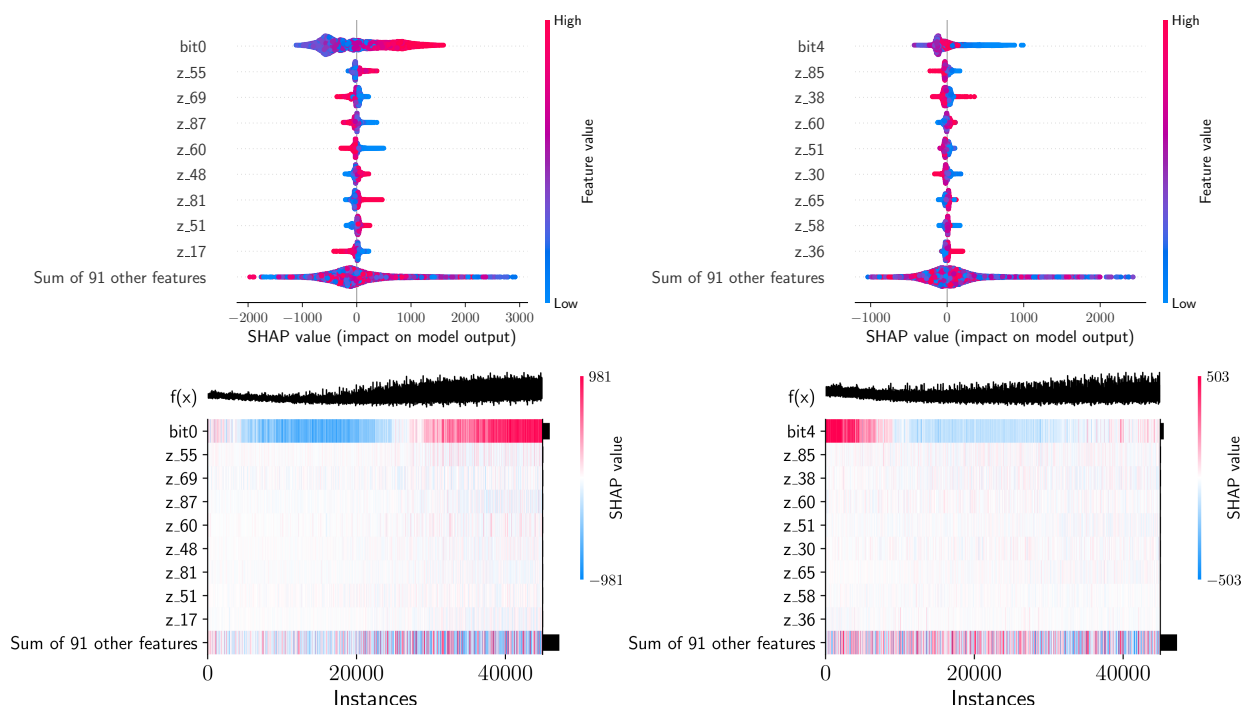 bit0
z_55
z_69
z_87
z_60
z_48
z_81
z_51
z_17
Sum of 91 other features
−2000 −1000 0 1000 2000 3000
SHAP value (impact on model output)
High
Low
Feature value
bit4
z_85
z_38
z_60
z_51
z_30
z_65
z_58
z_36
Sum of 91 other features
−1000 0 1000 2000
SHAP value (impact on model output)
High
Low
Feature value
f(x)
bit0
z_55
z_69
z_87
z_60
z_48
z_81
z_51
z_17
Sum of 91 other features
0 20000 40000
Instances
981
−981
SHAP value
f(x)
bit4
z_85
z_38
z_60
z_51
z_30
z_65
z_58
z_36
Sum of 91 other features
0 20000 40000
Instances
503
−503
SHAP value